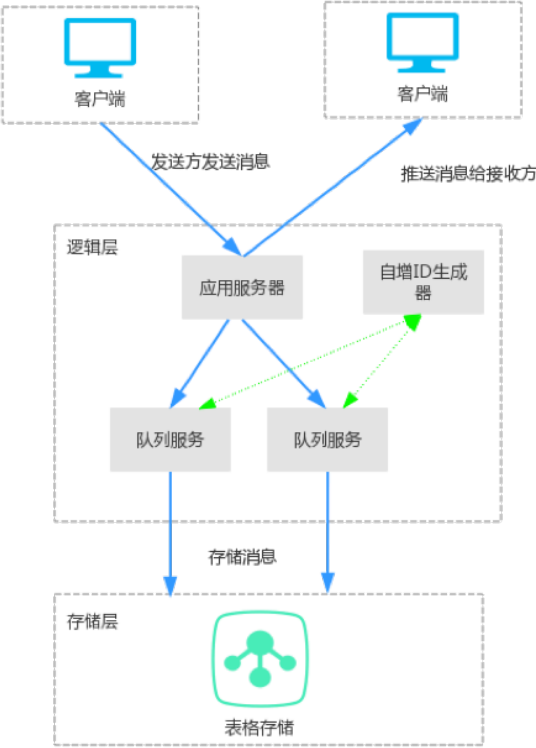 客户端
客户端
发送方发送消息
推送消息给接收方
逻辑层
应用服务器
自增ID生成
器
队列服务
队列服务
存储消息
存储层
表格存储